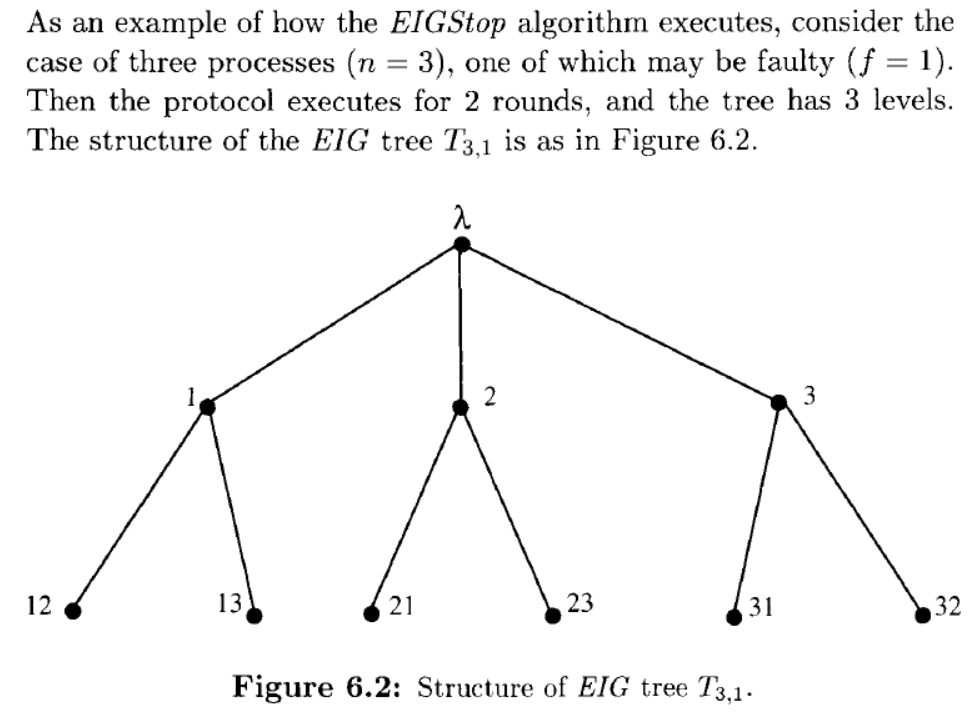 As an example of how the EIGStop algorithm executes, consider the
case of three processes (n = 3), one of which may be faulty (f = 1).
Then the protocol executes for 2 rounds, and the tree has 3 levels.
The structure of the EIG tree T3,1 is as in Figure 6.2.
λ
1 2 3
12 13 21 23 31 32
Figure 6.2: Structure of EIG tree T3,1.